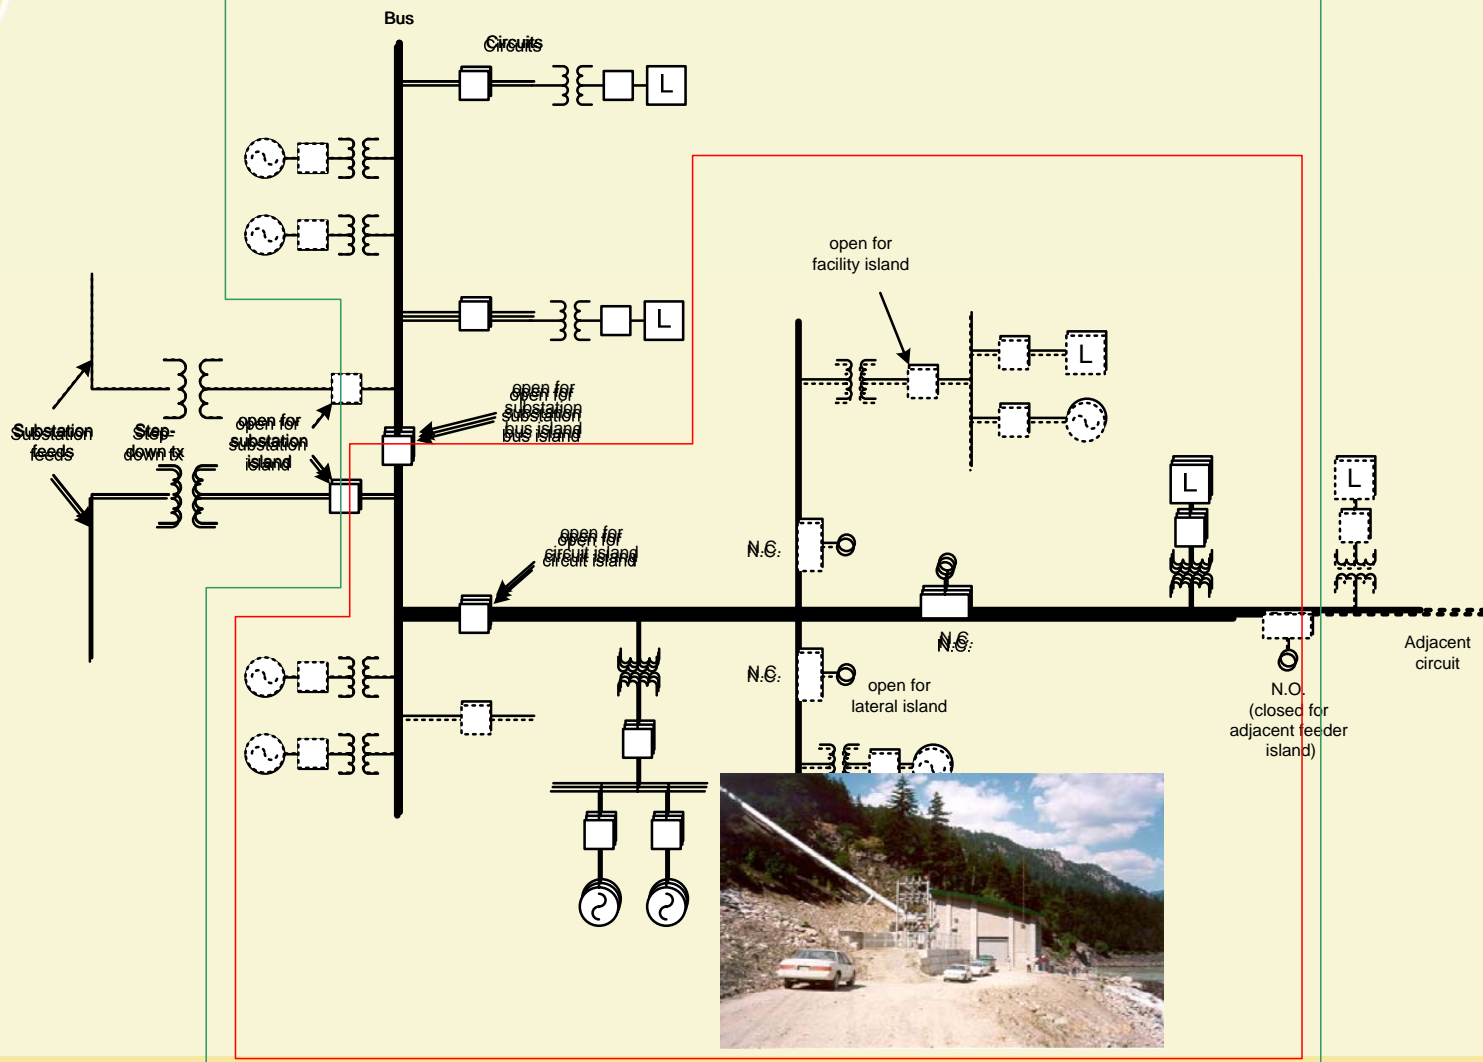 Bus
Circuits
L
open for
facility island
L
L
open for
substation
bus island
Substation
feeds
Step-
down tx
open for
substation
island
L
L
open for
circuit island
N.C.
N.C.
N.C.
open for
lateral island
Adjacent
circuit
N.O.
(closed for
adjacent feeder
island)